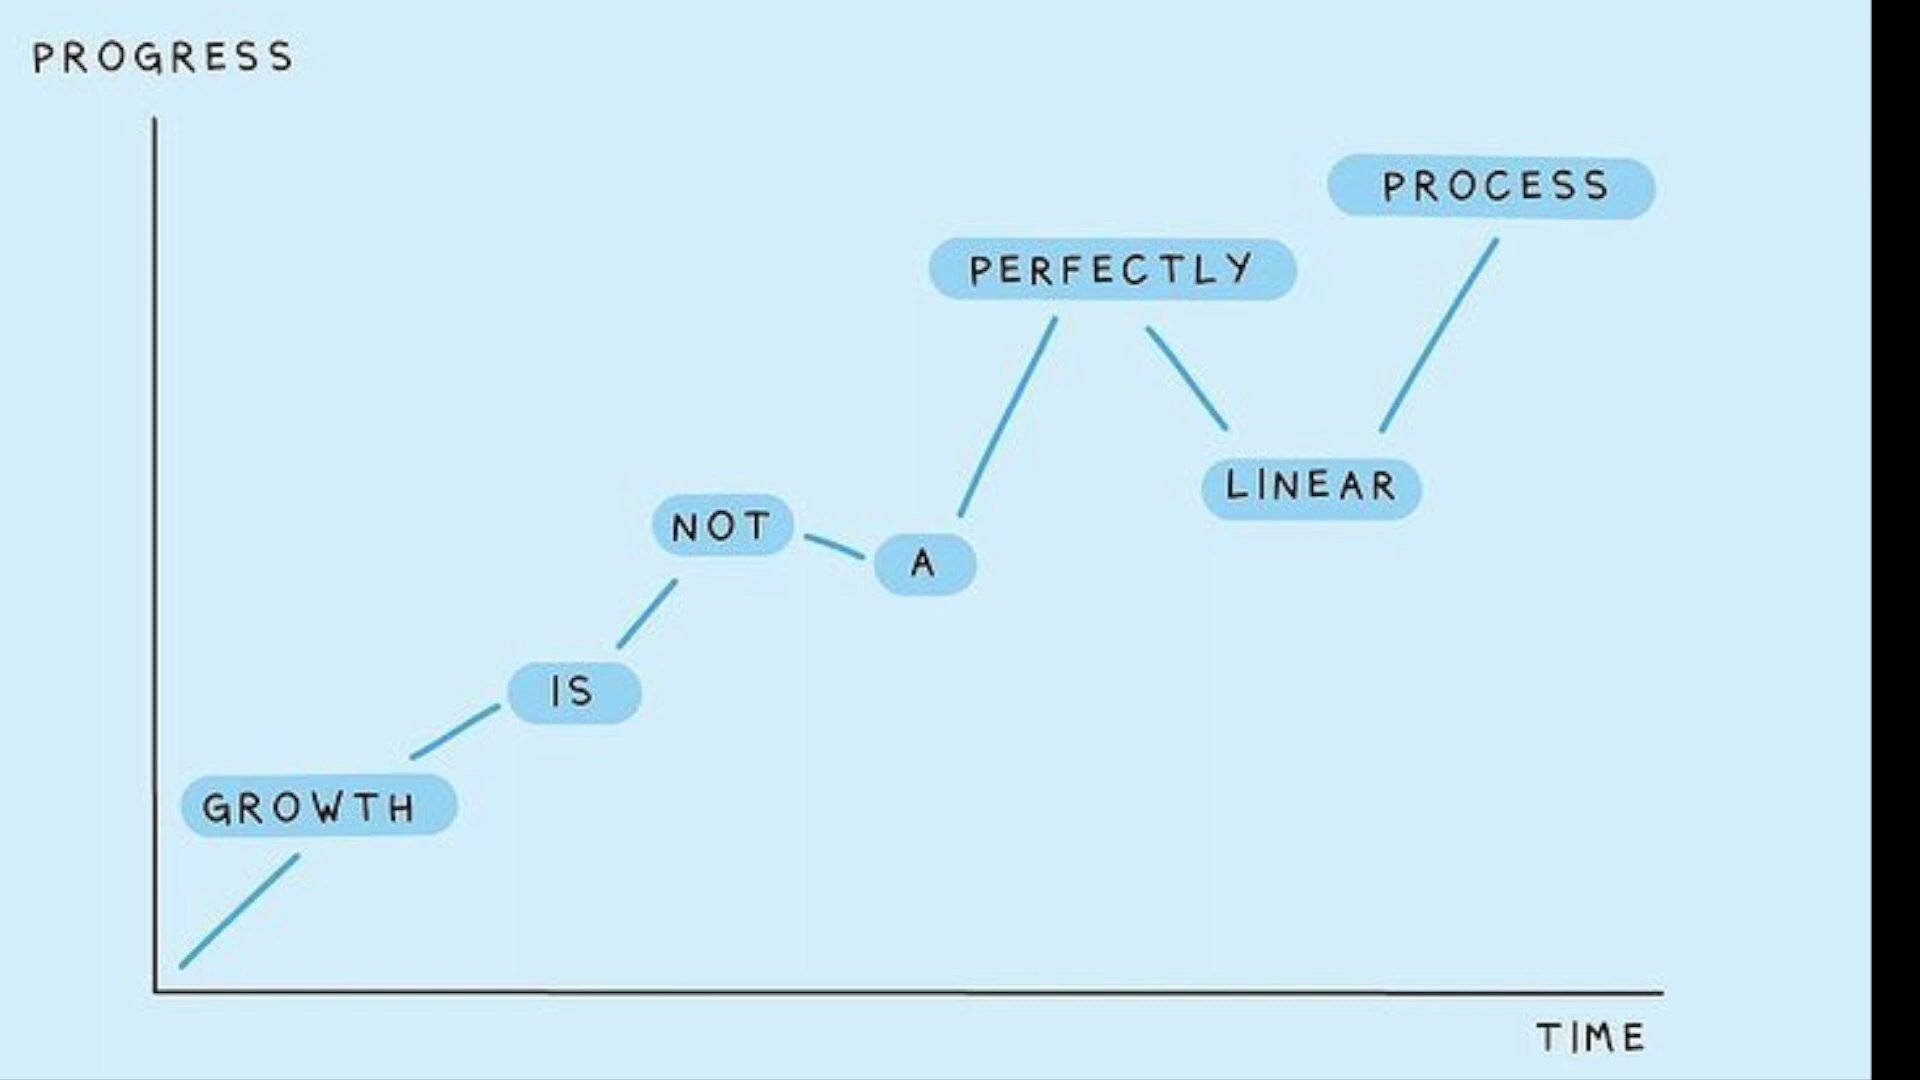 PROGRESS
GROWTH
IS
NOT
A
PERFECTLY
LINEAR
PROCESS
TIME